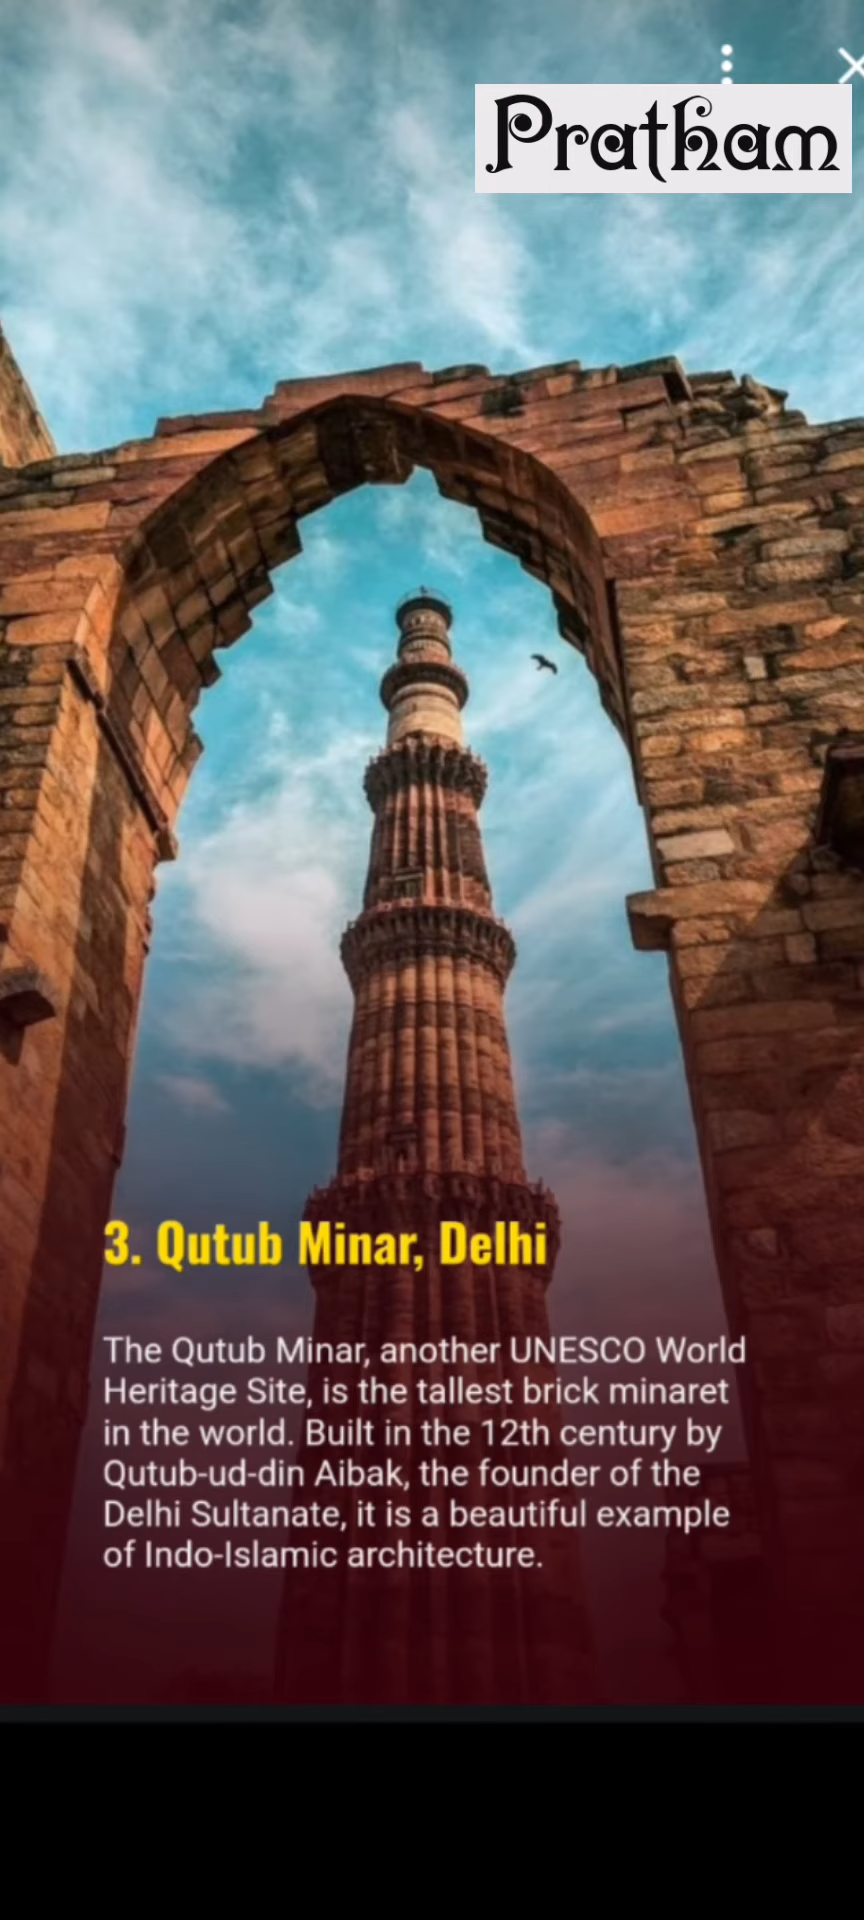 Pratham
3. Qutub Minar, Delhi
The Qutub Minar, another UNESCO World
Heritage Site, is the tallest brick minaret
in the world. Built in the 12th century by
Qutub-ud-din Aibak, the founder of the
Delhi Sultanate, it is a beautiful example
of Indo-Islamic architecture.